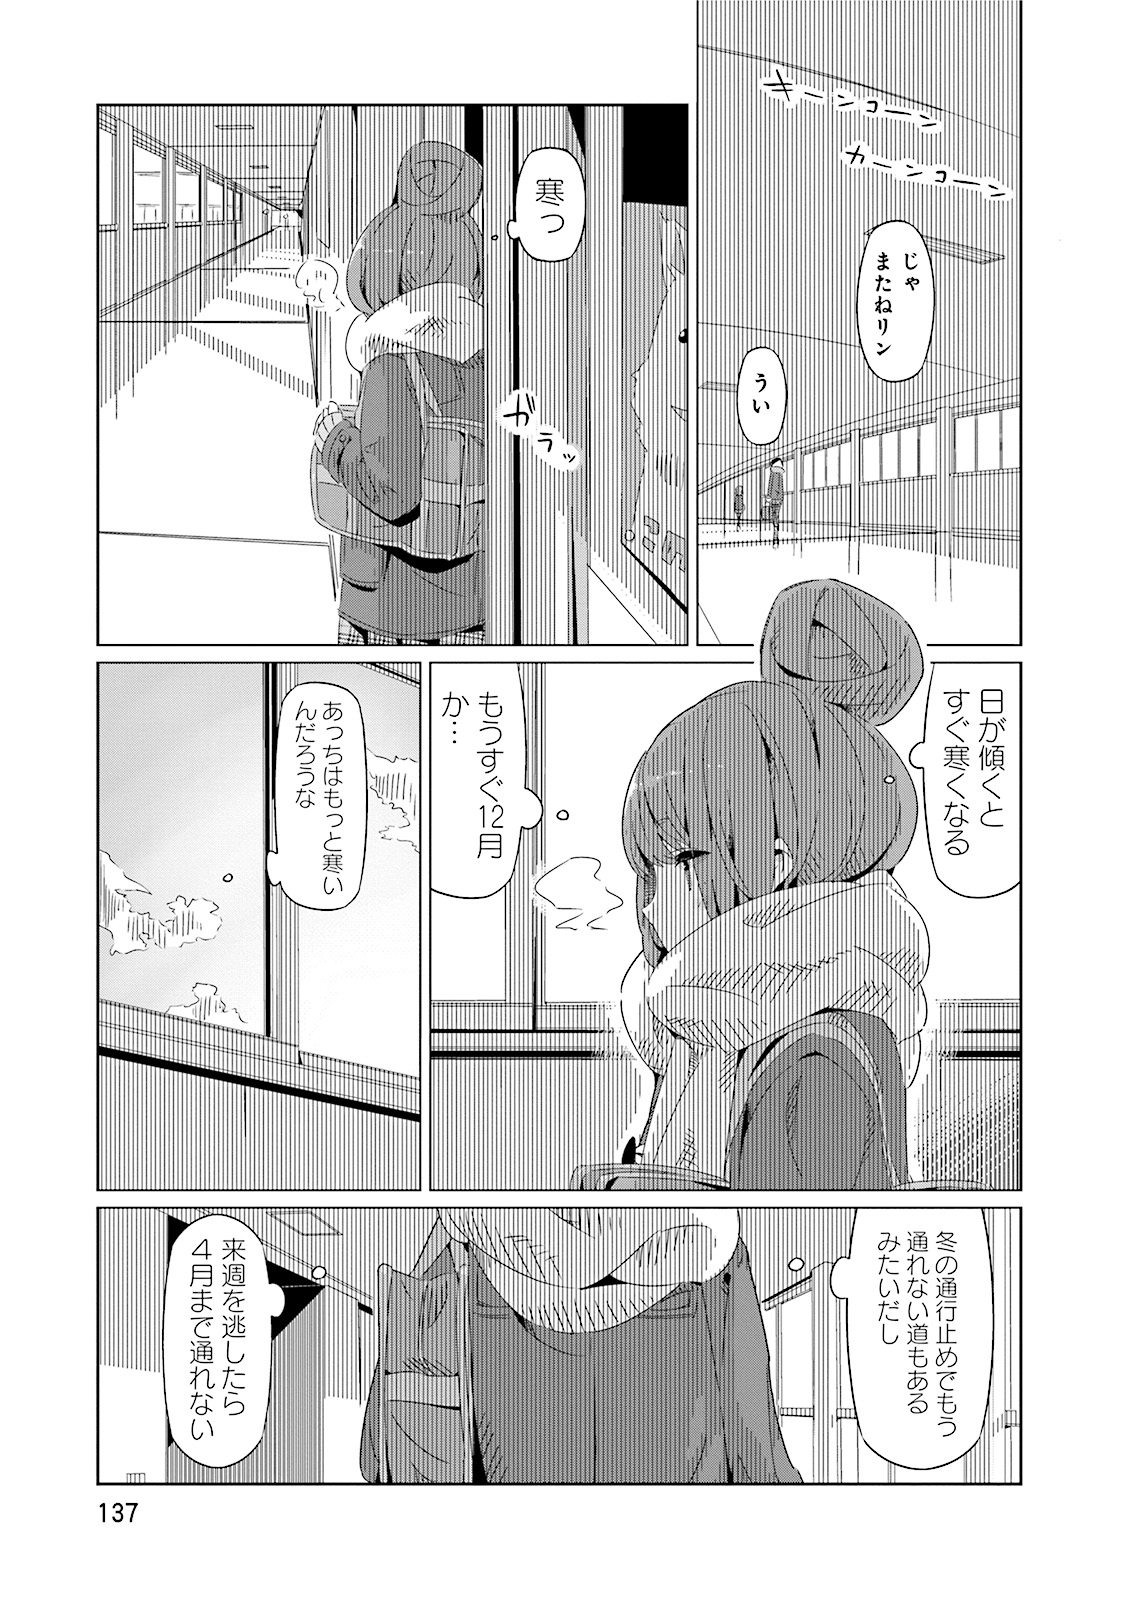 キーンコーン
カーンコーン
じゃ
またねリン
うい
寒っ
ガラッ
日が傾くと
すぐ寒くなる
もうすぐ12月
か…
あっちはもっと寒い
んだろうな
冬の通行止めでもう
通れない道もある
みたいだし
来週を逃したら
4月まで通れない
137